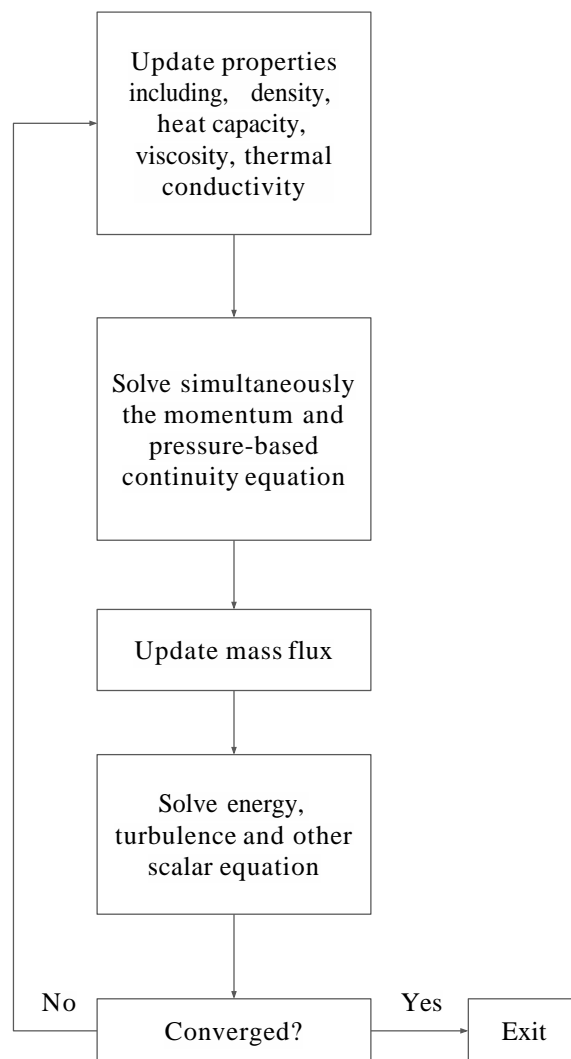 Update properties
including, density,
heat capacity,
viscosity, thermal
conductivity
Solve simultaneously
the momentum and
pressure-based
continuity equation
Update mass flux
Solve energy,
turbulence and other
scalar equation
No
Yes
Converged?
Exit